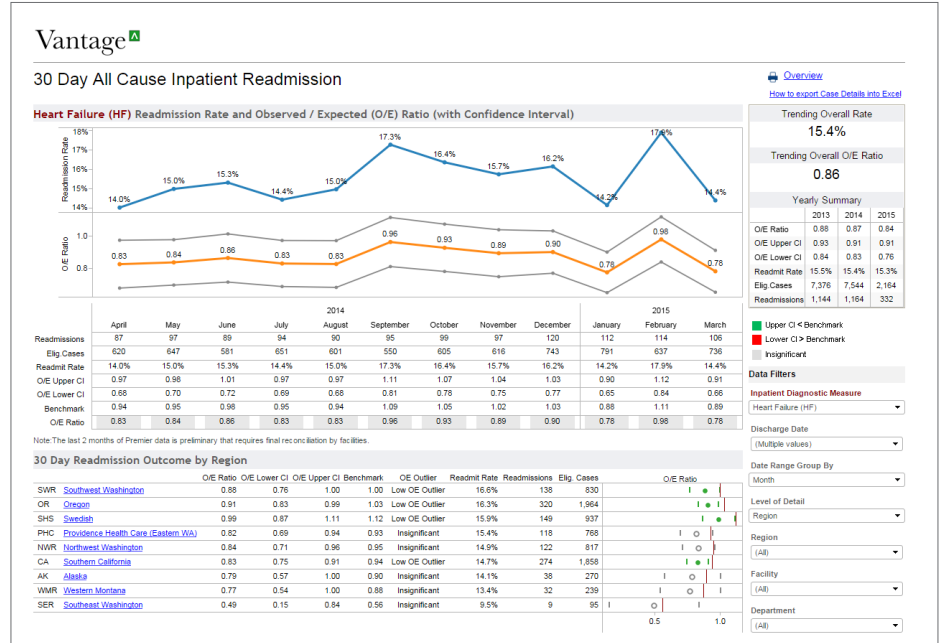 Vantage
30 Day All Cause Inpatient Readmission
Overview
How to export Case Details into Excel
Heart Failure (HF) Readmission Rate and Observed / Expected (O/E) Ratio (with Confidence Interval)
Readmission Rate
18%
17%
16%
15%
14%
14.0% 15.0% 15.3% 14.4% 15.0% 17.3% 16.4% 15.7% 16.2% 14.2% 17.9% 14.4%
O/E Ratio
1.0
0.8
0.83 0.84 0.86 0.83 0.83 0.96 0.93 0.89 0.90 0.78 0.98 0.78
2014 2015
April May June July August September October November December January February March
Readmissions 87 97 89 94 90 95 99 97 120 112 114 106
Elig.Cases 620 647 581 651 601 550 605 616 743 791 637 736
Readmit Rate 14.0% 15.0% 15.3% 14.4% 15.0% 17.3% 16.4% 15.7% 16.2% 14.2% 17.9% 14.4%
O/E Upper CI 0.97 0.98 1.01 0.97 0.97 1.11 1.07 1.04 1.03 0.90 1.12 0.91
O/E Lower CI 0.68 0.70 0.72 0.69 0.68 0.81 0.78 0.75 0.77 0.65 0.84 0.66
Benchmark 0.94 0.95 0.98 0.95 0.94 1.09 1.05 1.02 1.03 0.88 1.11 0.89
O/E Ratio 0.83 0.84 0.86 0.83 0.83 0.96 0.93 0.89 0.90 0.78 0.98 0.78
Note:The last 2 months of Premier data is preliminary that requires final reconciliation by facilities.
30 Day Readmission Outcome by Region
O/E Ratio O/E Lower CI O/E Upper CI Benchmark OE Outlier Readmit Rate Readmissions Elig. Cases O/E Ratio
SWR Southwest Washington 0.88 0.76 1.00 1.00 Low OE Outlier 16.6% 138 830
OR Oregon 0.91 0.83 0.99 1.03 Low OE Outlier 16.3% 320 1,964
SHS Swedish 0.99 0.87 1.11 1.12 Low OE Outlier 15.9% 149 937
PHC Providence Health Care (Eastern WA) 0.82 0.69 0.94 0.93 Insignificant 15.4% 118 768
NWR Northwest Washington 0.84 0.71 0.96 0.95 Insignificant 14.9% 122 817
CA Southern California 0.83 0.75 0.91 0.94 Low OE Outlier 14.7% 274 1,858
AK Alaska 0.79 0.57 1.00 0.90 Insignificant 14.1% 38 270
WMR Western Montana 0.77 0.54 1.00 0.88 Insignificant 13.4% 32 239
SER Southeast Washington 0.49 0.15 0.84 0.56 Insignificant 9.5% 9 95
0.5 1.0
Trending Overall Rate
15.4%
Trending Overall O/E Ratio
0.86
Yearly Summary
2013 2014 2015
O/E Ratio 0.88 0.87 0.84
O/E Upper CI 0.93 0.91 0.91
O/E Lower CI 0.84 0.83 0.76
Readmit Rate 15.5% 15.4% 15.3%
Elig.Cases 7,376 7,544 2,164
Readmissions 1,144 1,164 332
Upper CI < Benchmark
Lower CI > Benchmark
Insignificant
Data Filters
Inpatient Diagnostic Measure
Heart Failure (HF)
Discharge Date
(Multiple values)
Date Range Group By
Month
Level of Detail
Region
Region
(All)
Facility
(All)
Department
(All)